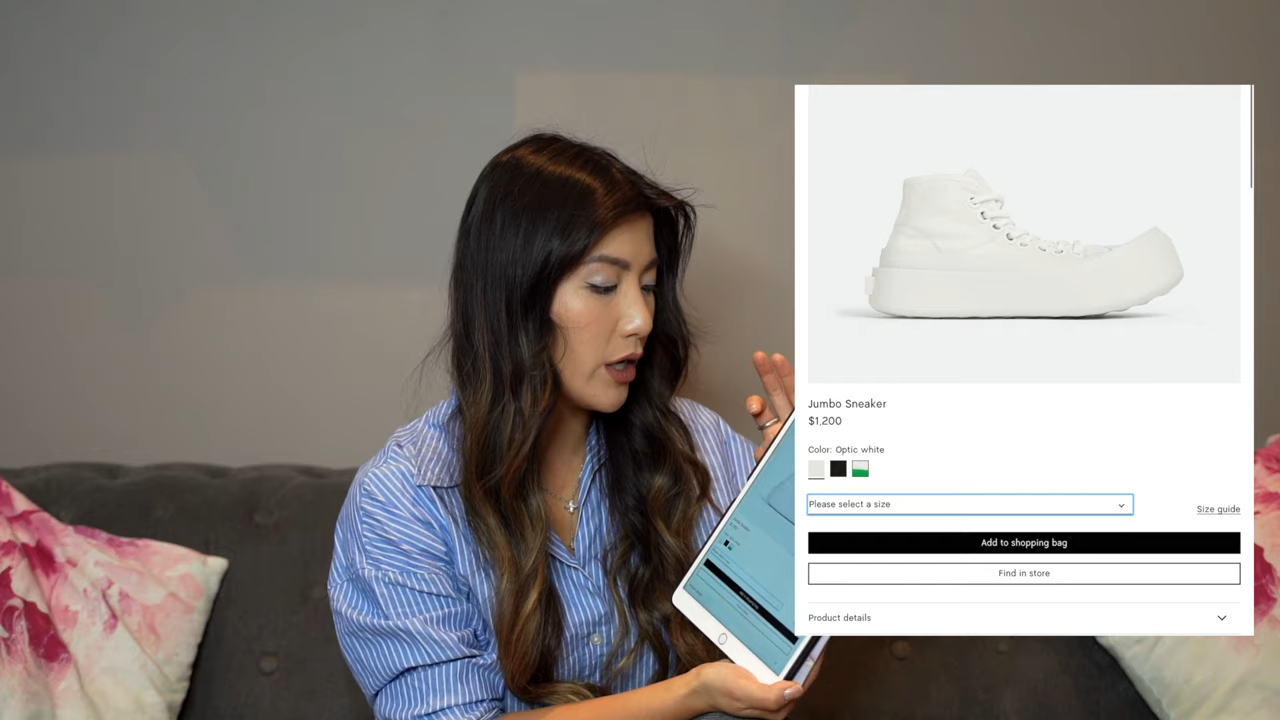 Jumbo Sneaker
$1,200
Color: Optic white
Please select a size
Size guide
Add to shopping bag
Find in store
Product details